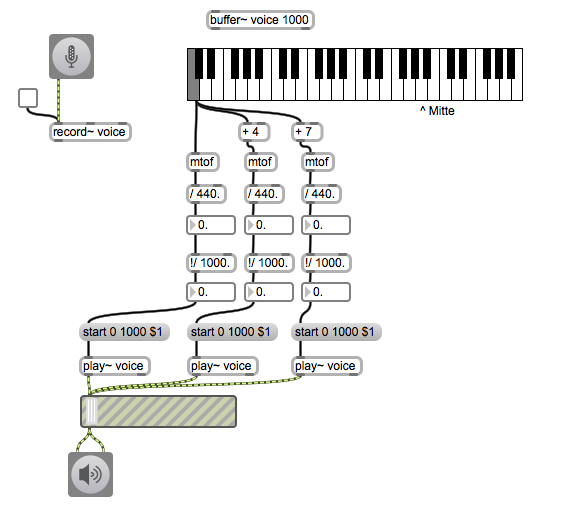 buffer~ voice 1000
^ Mitte
record~ voice
+ 4
+ 7
mtof
mtof
mtof
/ 440.
/ 440.
/ 440.
0.
0.
0.
!/ 1000.
!/ 1000.
!/ 1000.
0.
0.
0.
start 0 1000 $1
start 0 1000 $1
start 0 1000 $1
play~ voice
play~ voice
play~ voice